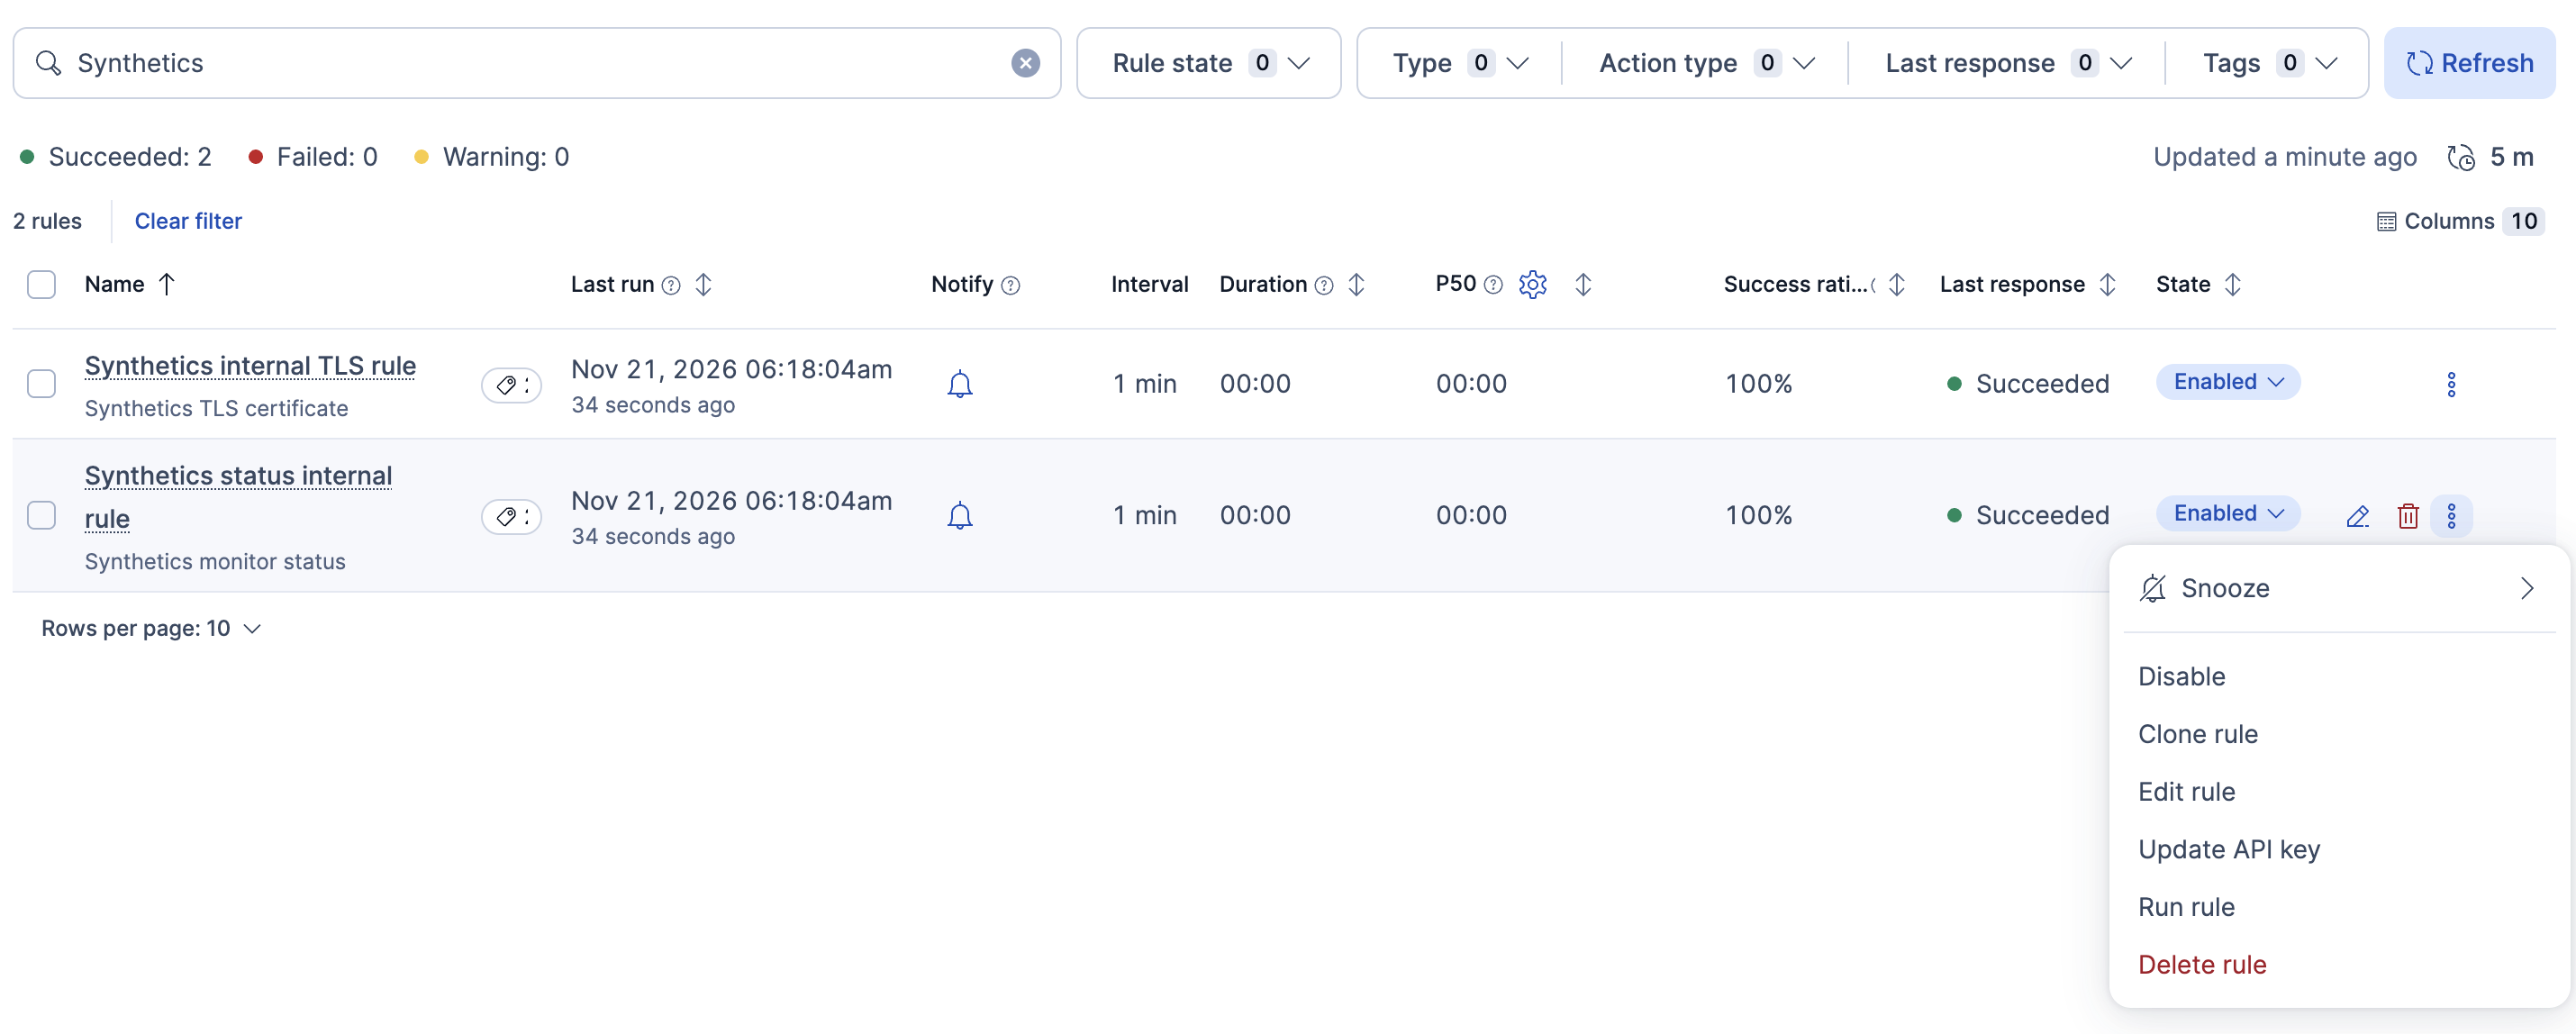 Synthetics
Rule state 0
Type 0
Action type 0
Last response 0
Tags 0
Refresh
Succeeded: 2 Failed: 0 Warning: 0
Updated a minute ago 5 m
2 rules Clear filter
Columns 10
Name Last run Notify Interval Duration P50 Success rati... Last response State
Synthetics internal TLS rule
Synthetics TLS certificate
Nov 21, 2026 06:18:04am
34 seconds ago
1 min 00:00 00:00 100% Succeeded Enabled
Synthetics status internal
rule
Synthetics monitor status
Nov 21, 2026 06:18:04am
34 seconds ago
1 min 00:00 00:00 100% Succeeded Enabled
Rows per page: 10
Snooze
Disable
Clone rule
Edit rule
Update API key
Run rule
Delete rule